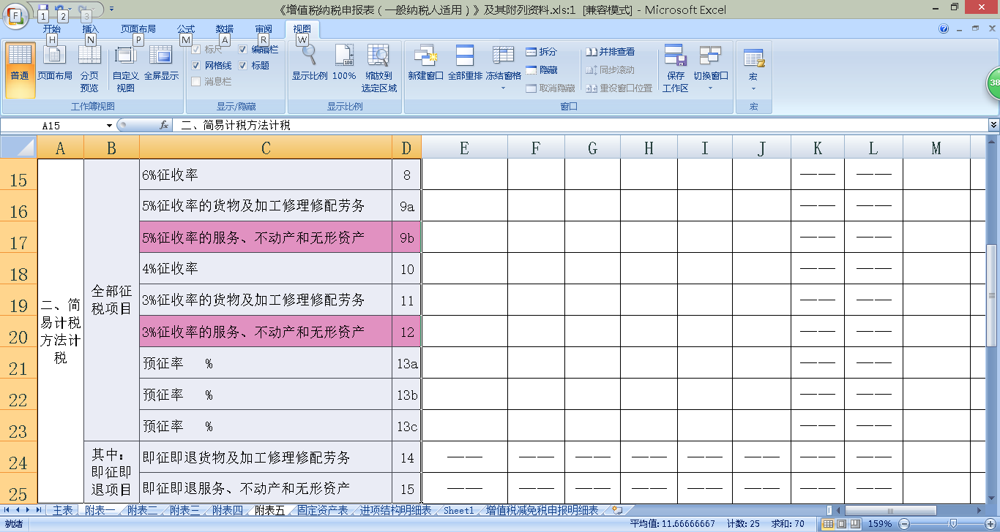 《增值税纳税申报表（一般纳税人适用）》及其附列资料.xls:1 [兼容模式] - Microsoft Excel
F 1 2 3
开始 插入 页面布局 公式 数据 审阅 视图
H N P M A R W
普通 页面布局 分页预览 自定义视图 全屏显示
工作簿视图
标尺 编辑栏
网格线 标题
消息栏
显示/隐藏
显示比例 100% 缩放到选定区域
显示比例
新建窗口 全部重排 冻结窗格
拆分
隐藏
取消隐藏
并排查看
同步滚动
重设窗口位置
保存工作区 切换窗口
窗口
宏
宏
38
A15 fx 二、简易计税方法计税
A B C D E F G H I J K L M
二、简易计税方法计税
全部征税项目
15 6%征收率 8 —— ——
16 5%征收率的货物及加工修理修配劳务 9a —— ——
17 5%征收率的服务、不动产和无形资产 9b —— ——
18 4%征收率 10 —— ——
19 3%征收率的货物及加工修理修配劳务 11 —— ——
20 3%征收率的服务、不动产和无形资产 12 —— ——
21 预征率 % 13a —— ——
22 预征率 % 13b —— ——
23 预征率 % 13c —— ——
其中：即征即退项目
24 即征即退货物及加工修理修配劳务 14 —— —— —— —— —— —— —— ——
25 即征即退服务、不动产和无形资产 15 —— —— —— —— —— —— —— ——
主表 附表一 附表二 附表三 附表四 附表五 固定资产表 进项结构明细表 Sheet1 增值税减免税申报明细表
就绪 平均值: 11.66666667 计数: 25 求和: 70 159%